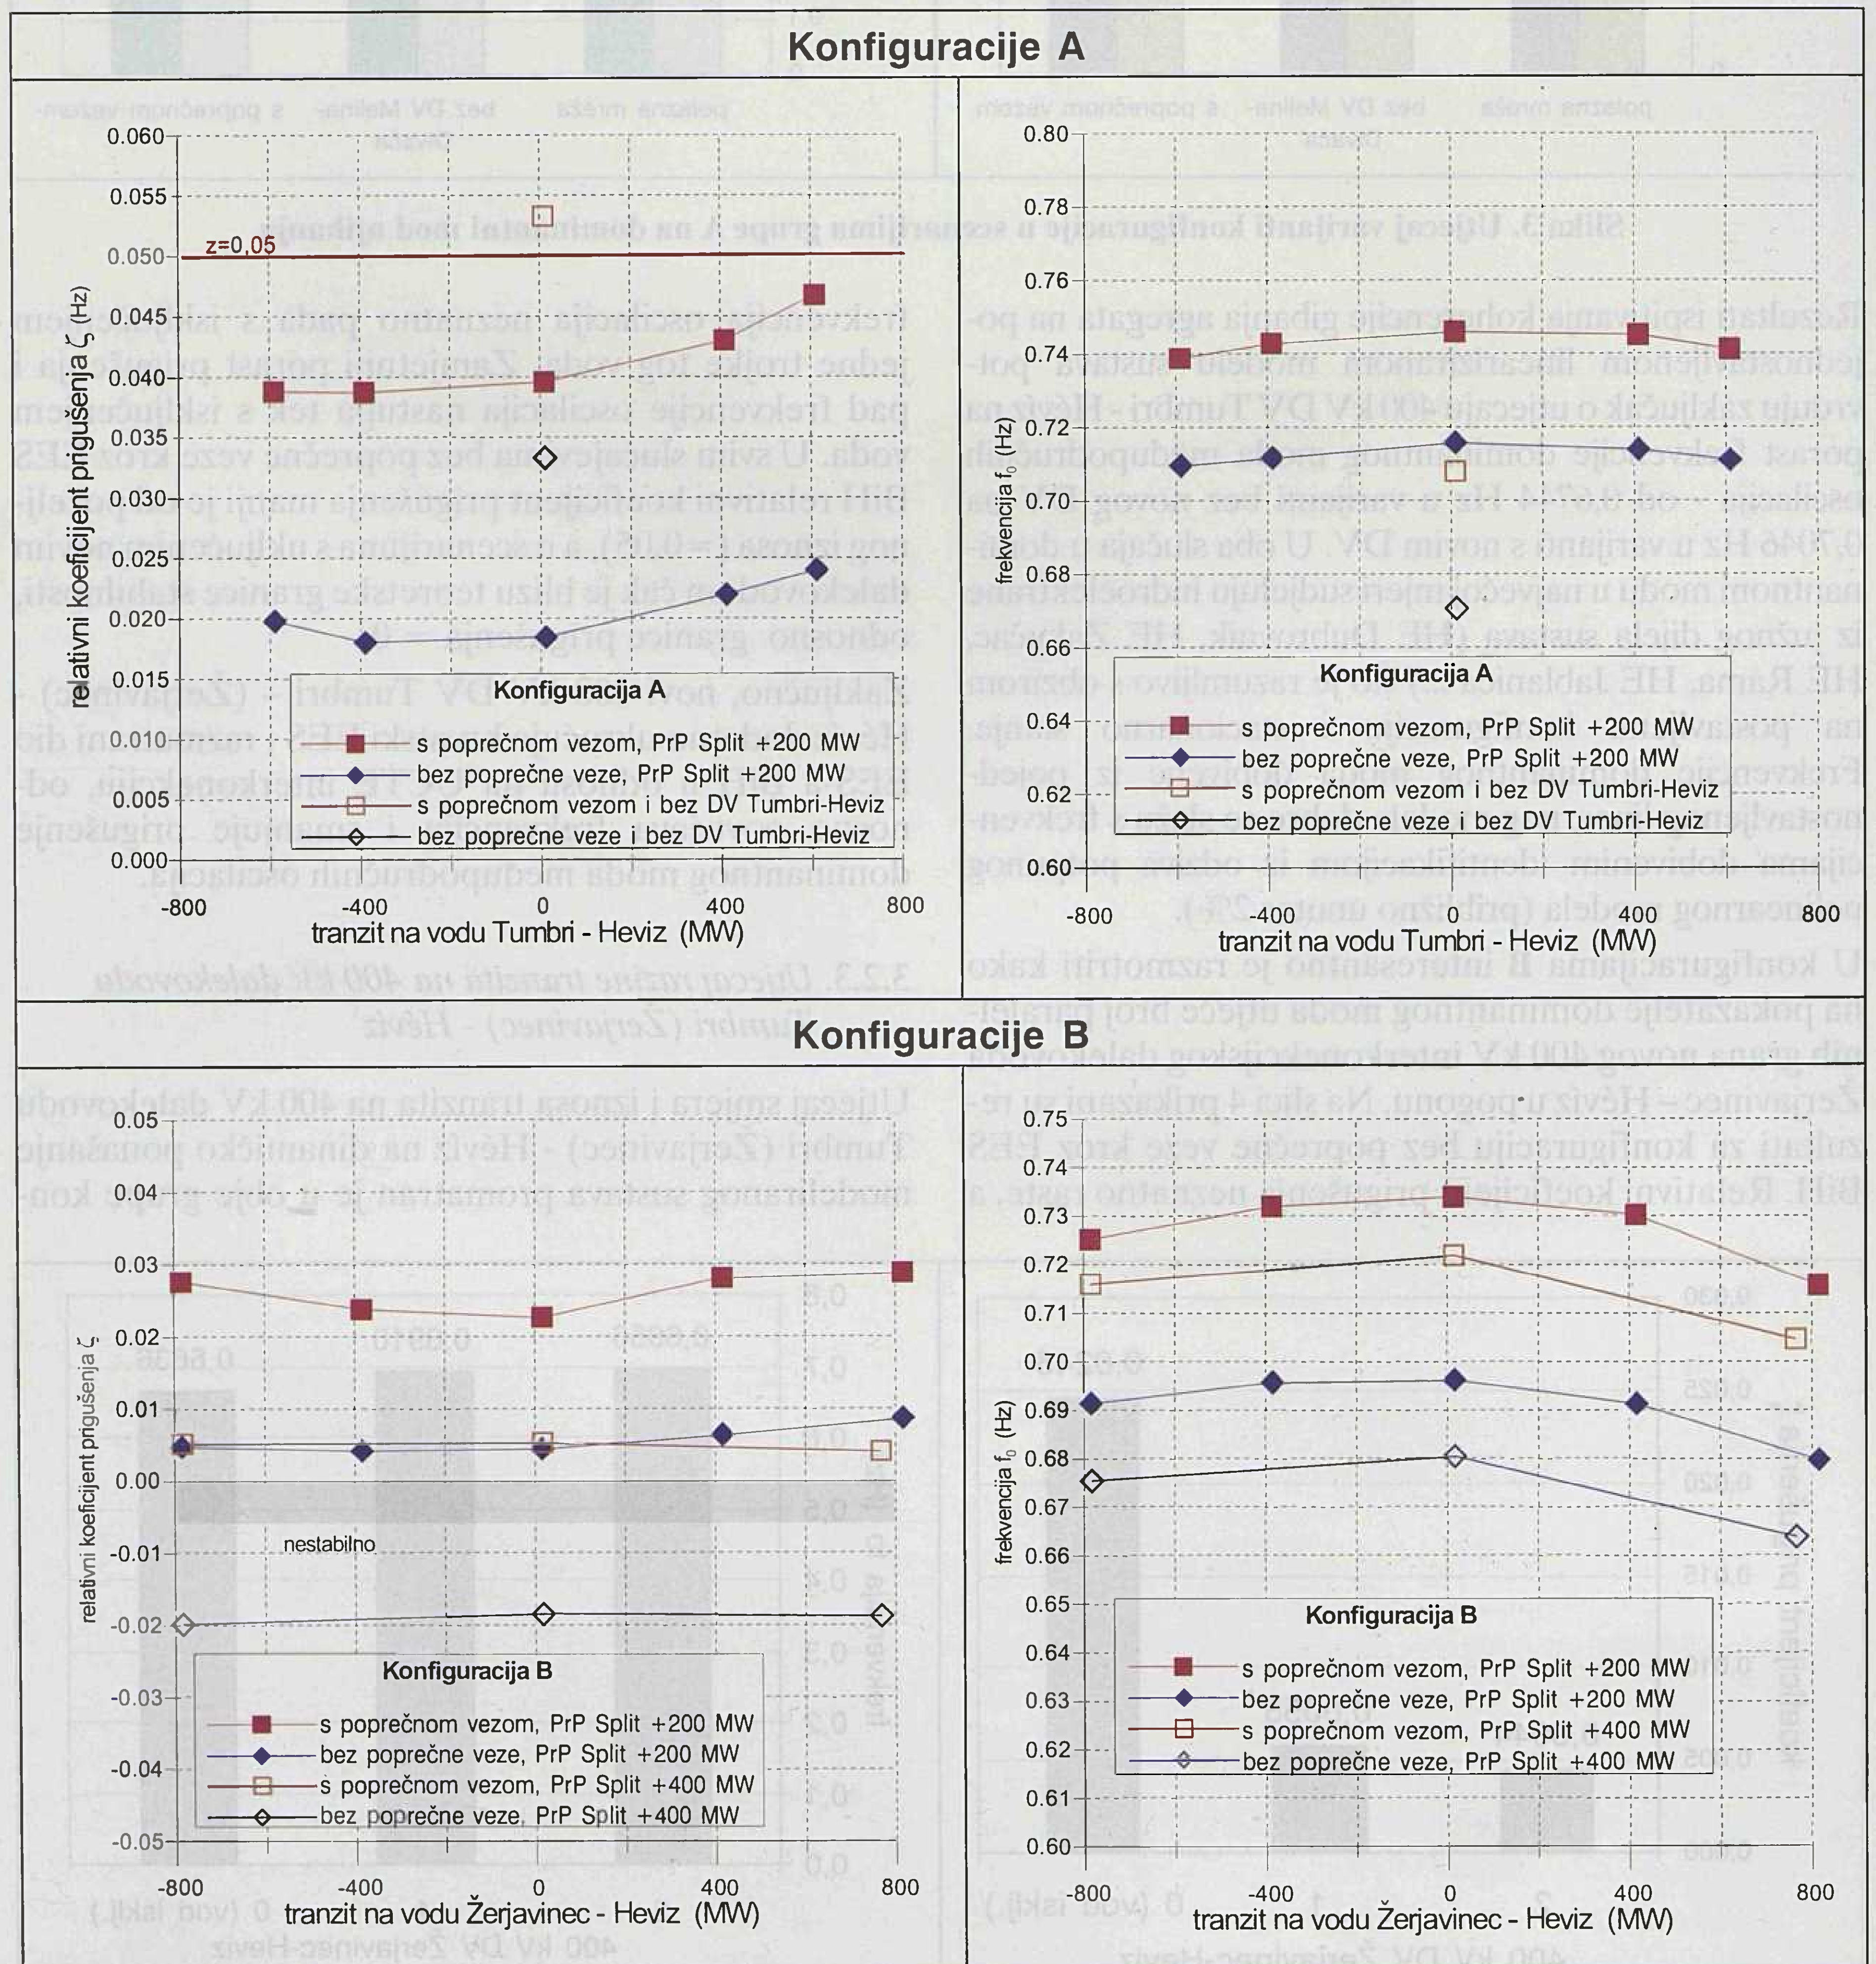 Konfiguracije A
0.060
0.055
0.050
0.045
0.040
0.035
0.030
0.025
0.020
0.015
0.010
0.005
0.000
relativni koeficijent prigušenja ζ (Hz)
z=0,05
Konfiguracija A
s poprečnom vezom, PrP Split +200 MW
bez poprečne veze, PrP Split +200 MW
s poprečnom vezom i bez DV Tumbri-Heviz
bez poprečne veze i bez DV Tumbri-Heviz
-800 -400 0 400 800
tranzit na vodu Tumbri - Heviz (MW)
0.80
0.78
0.76
0.74
0.72
0.70
0.68
0.66
0.64
0.62
0.60
frekvencija f0 (Hz)
Konfiguracija A
s poprečnom vezom, PrP Split +200 MW
bez poprečne veze, PrP Split +200 MW
s poprečnom vezom i bez DV Tumbri-Heviz
bez poprečne veze i bez DV Tumbri-Heviz
-800 -400 0 400 800
tranzit na vodu Tumbri - Heviz (MW)
Konfiguracije B
0.05
0.04
0.03
0.02
0.01
0.00
-0.01
-0.02
-0.03
-0.04
-0.05
relativni koeficijent prigušenja ζ
nestabilno
Konfiguracija B
s poprečnom vezom, PrP Split +200 MW
bez poprečne veze, PrP Split +200 MW
s poprečnom vezom, PrP Split +400 MW
bez poprečne veze, PrP Split +400 MW
-800 -400 0 400 800
tranzit na vodu Žerjavinec - Heviz (MW)
0.75
0.74
0.73
0.72
0.71
0.70
0.69
0.68
0.67
0.66
0.65
0.64
0.63
0.62
0.61
0.60
frekvencija f0 (Hz)
Konfiguracija B
s poprečnom vezom, PrP Split +200 MW
bez poprečne veze, PrP Split +200 MW
s poprečnom vezom, PrP Split +400 MW
bez poprečne veze, PrP Split +400 MW
-800 -400 0 400 800
tranzit na vodu Žerjavinec - Heviz (MW)